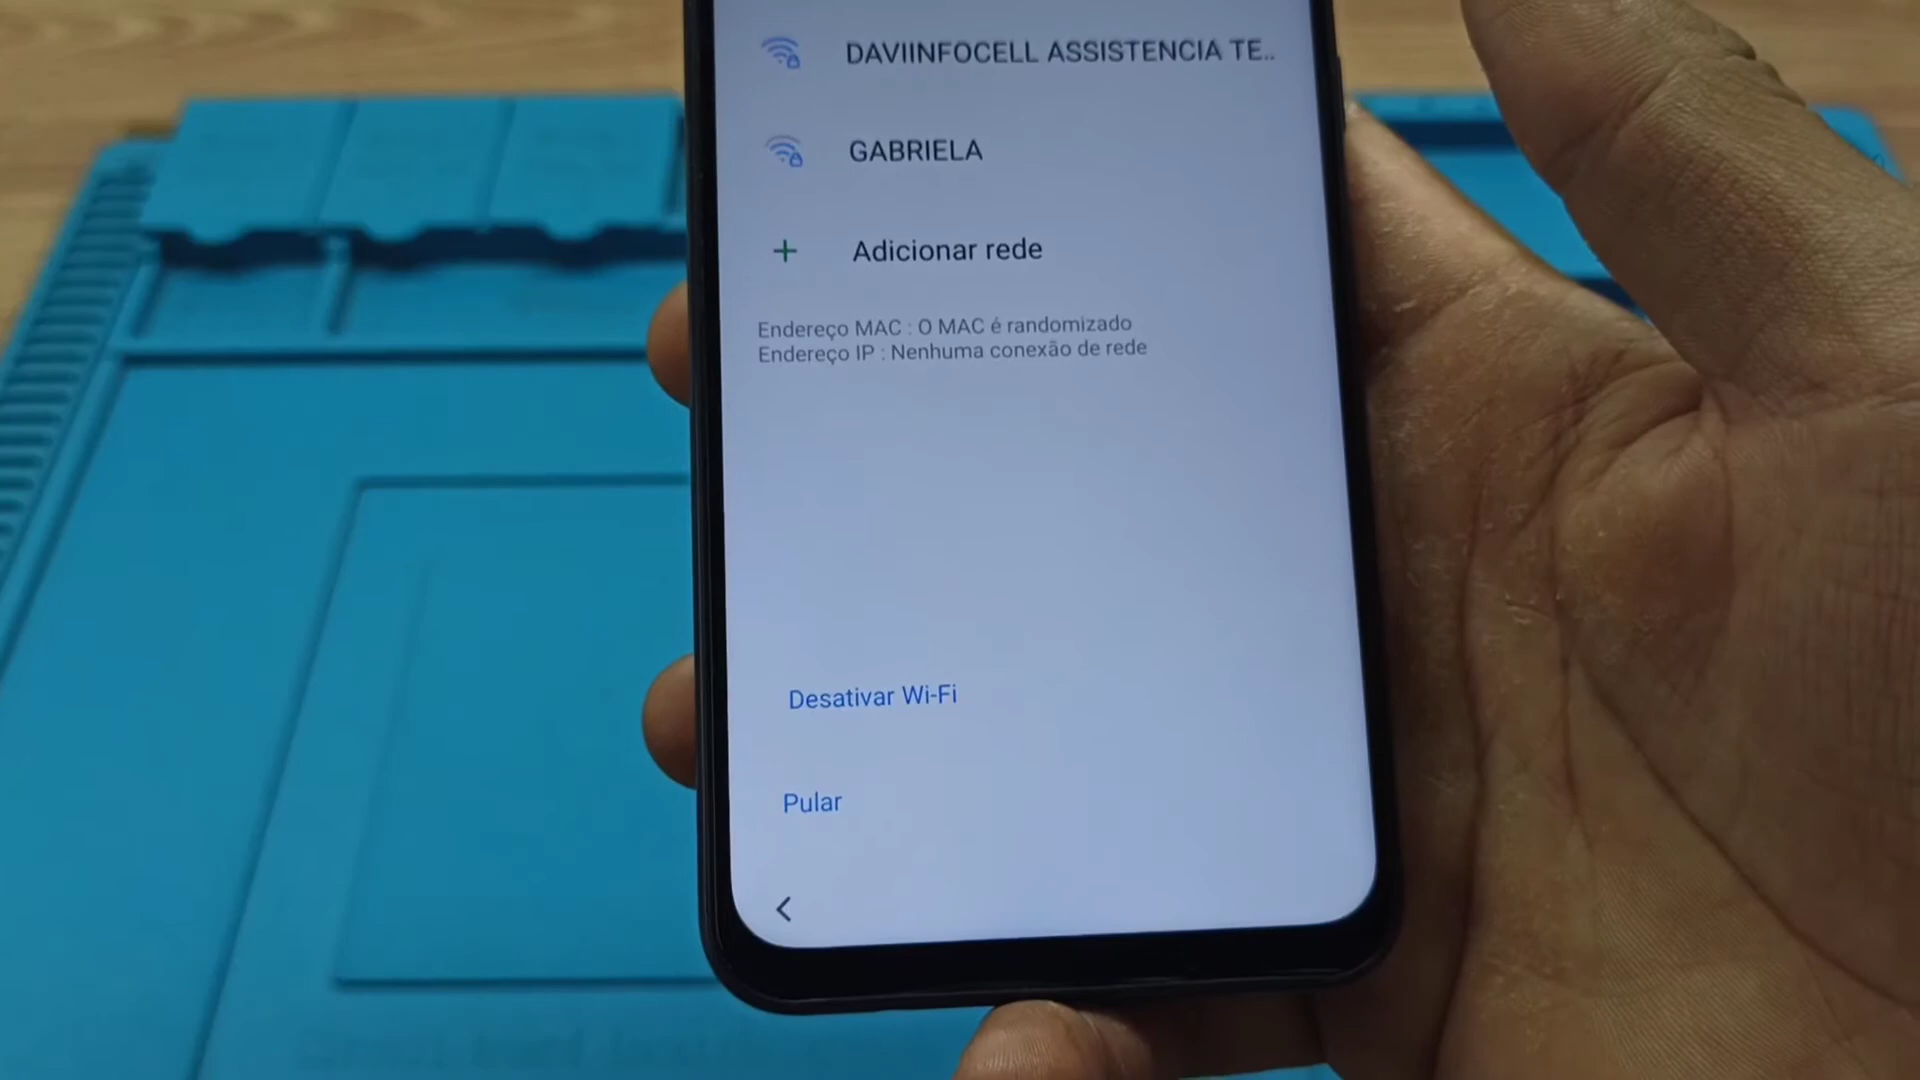 DAVIINFOCELL ASSISTENCIA TE..
GABRIELA
Adicionar rede
Endereço MAC : O MAC é randomizado
Endereço IP : Nenhuma conexão de rede
Desativar Wi-Fi
Pular